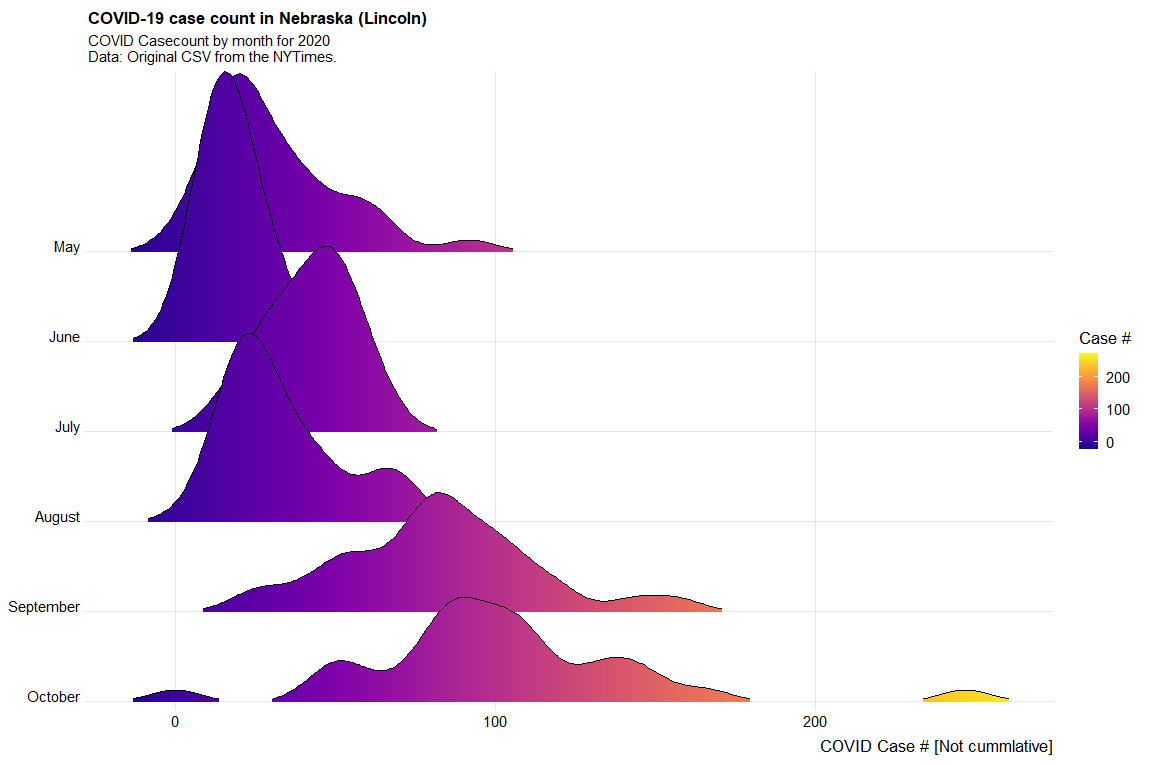 COVID-19 case count in Nebraska (Lincoln)
COVID Casecount by month for 2020
Data: Original CSV from the NYTimes.
May
June
July
August
September
October
0
100
200
COVID Case # [Not cummlative]
Case #
200
100
0